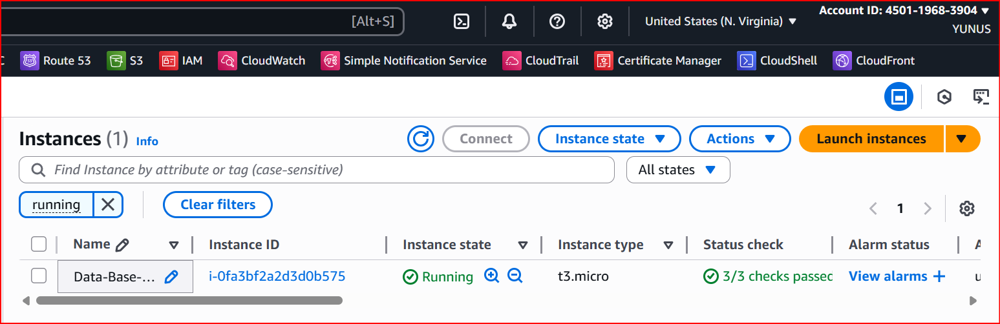 [Alt+S]
United States (N. Virginia)
Account ID: 4501-1968-3904
YUNUS
Route 53
S3
IAM
CloudWatch
Simple Notification Service
CloudTrail
Certificate Manager
CloudShell
CloudFront
Instances (1) Info
Connect
Instance state
Actions
Launch instances
Find Instance by attribute or tag (case-sensitive)
All states
running
Clear filters
1
Name
Instance ID
Instance state
Instance type
Status check
Alarm status
Data-Base-...
i-0fa3bf2a2d3d0b575
Running
t3.micro
3/3 checks passed
View alarms +